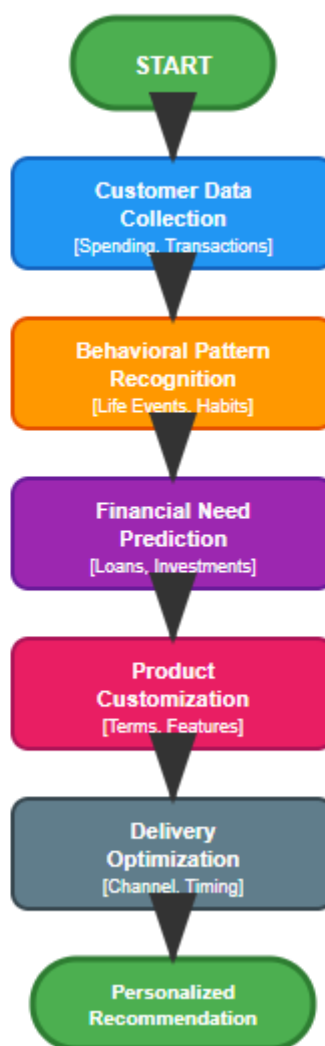 START
Customer Data
Collection
[Spending, Transactions]
Behavioral Pattern
Recognition
[Life Events, Habits]
Financial Need
Prediction
[Loans, Investments]
Product
Customization
[Terms, Features]
Delivery
Optimization
[Channel, Timing]
Personalized
Recommendation